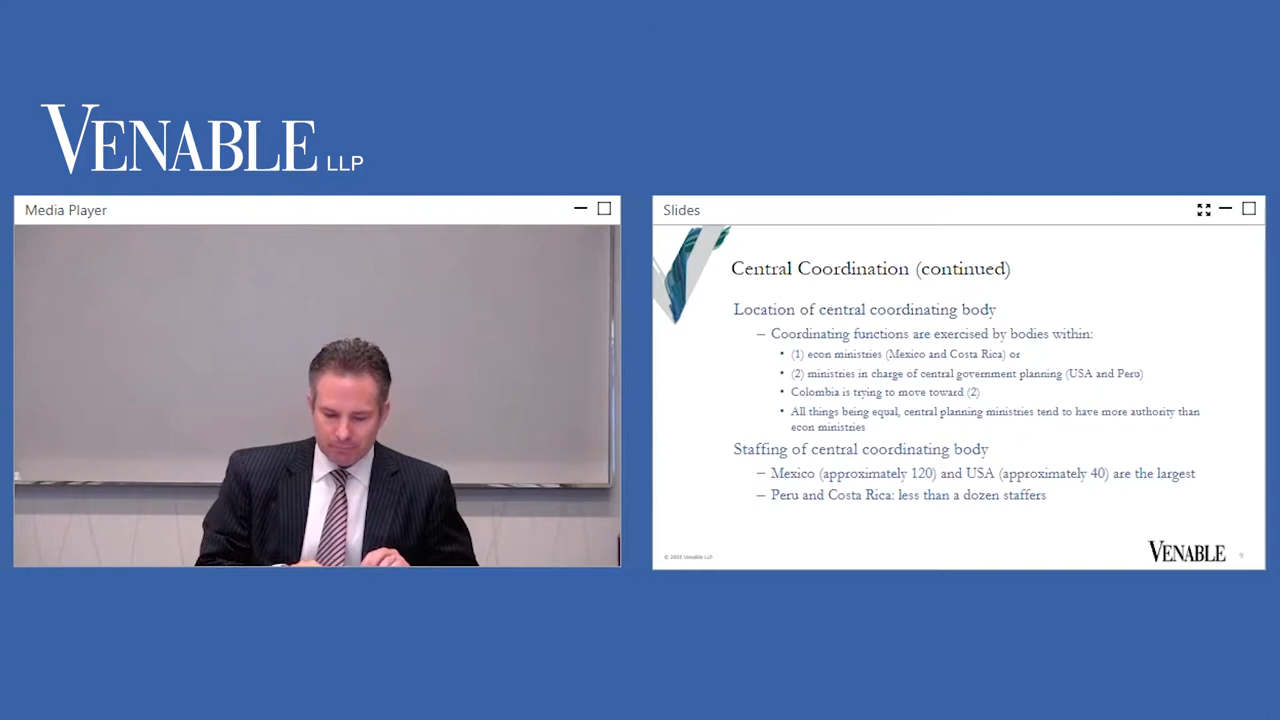 VENABLE LLP
Media Player
Slides
Central Coordination (continued)
Location of central coordinating body
– Coordinating functions are exercised by bodies within:
• (1) econ ministries (Mexico and Costa Rica) or
• (2) ministries in charge of central government planning (USA and Peru)
• Colombia is trying to move toward (2)
• All things being equal, central planning ministries tend to have more authority than
econ ministries
Staffing of central coordinating body
– Mexico (approximately 120) and USA (approximately 40) are the largest
– Peru and Costa Rica: less than a dozen staffers
Venable LLP
VENABLE
9